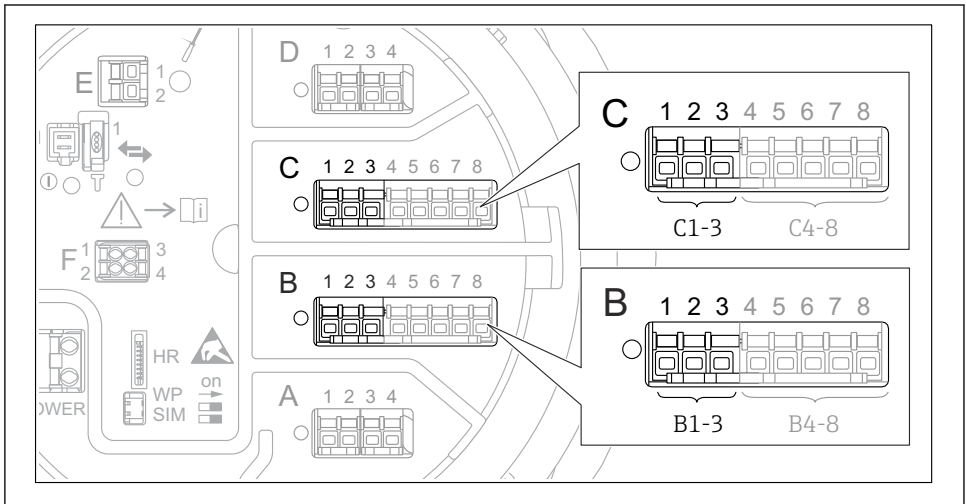 D 1 2 3 4
E 1
2
1
C 1 2 3 4 5 6 7 8
i
F 1 3
2 4
B 1 2 3 4 5 6 7 8
HR
WP on
SIM
OWER
A 1 2 3 4
C 1 2 3 4 5 6 7 8
C1-3 C4-8
B 1 2 3 4 5 6 7 8
B1-3 B4-8